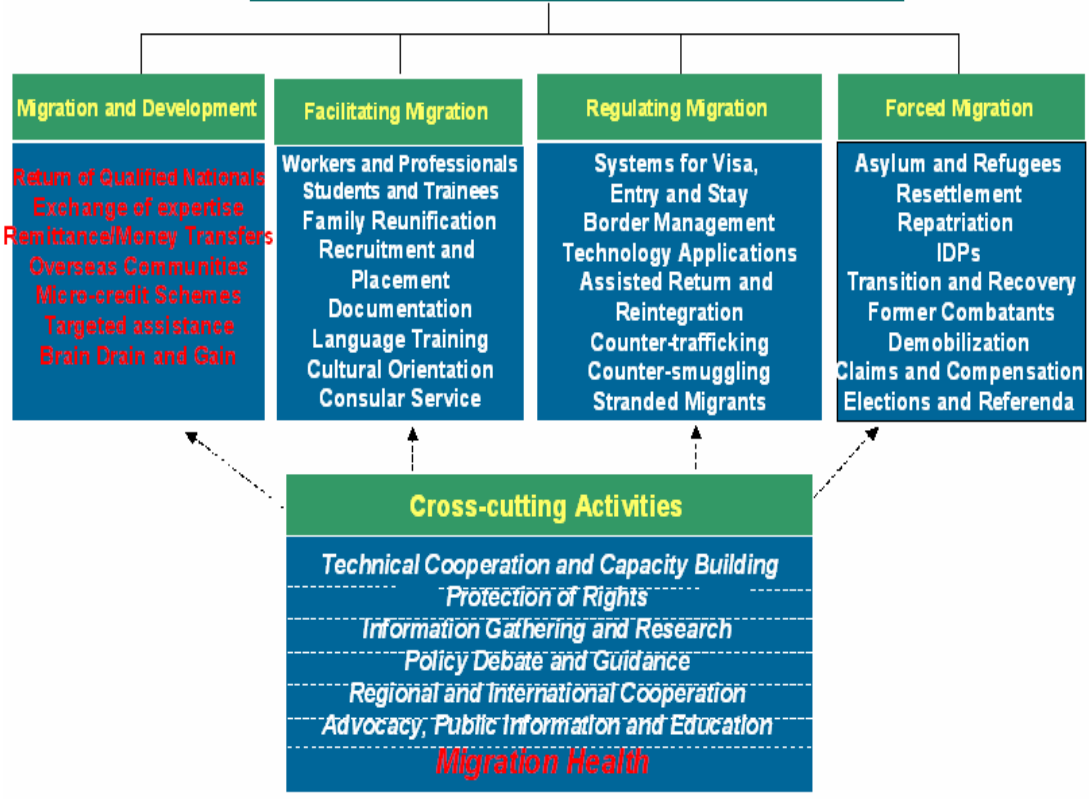 Migration and Development
Return of Qualified Nationals
Exchange of expertise
Remittance/Money Transfers
Overseas Communities
Micro-credit Schemes
Targeted assistance
Brain Drain and Gain
Facilitating Migration
Workers and Professionals
Students and Trainees
Family Reunification
Recruitment and
Placement
Documentation
Language Training
Cultural Orientation
Consular Service
Regulating Migration
Systems for Visa,
Entry and Stay
Border Management
Technology Applications
Assisted Return and
Reintegration
Counter-trafficking
Counter-smuggling
Stranded Migrants
Forced Migration
Asylum and Refugees
Resettlement
Repatriation
IDPs
Transition and Recovery
Former Combatants
Demobilization
Claims and Compensation
Elections and Referenda
Cross-cutting Activities
Technical Cooperation and Capacity Building
Protection of Rights
Information Gathering and Research
Policy Debate and Guidance
Regional and International Cooperation
Advocacy, Public Information and Education
Migration Health